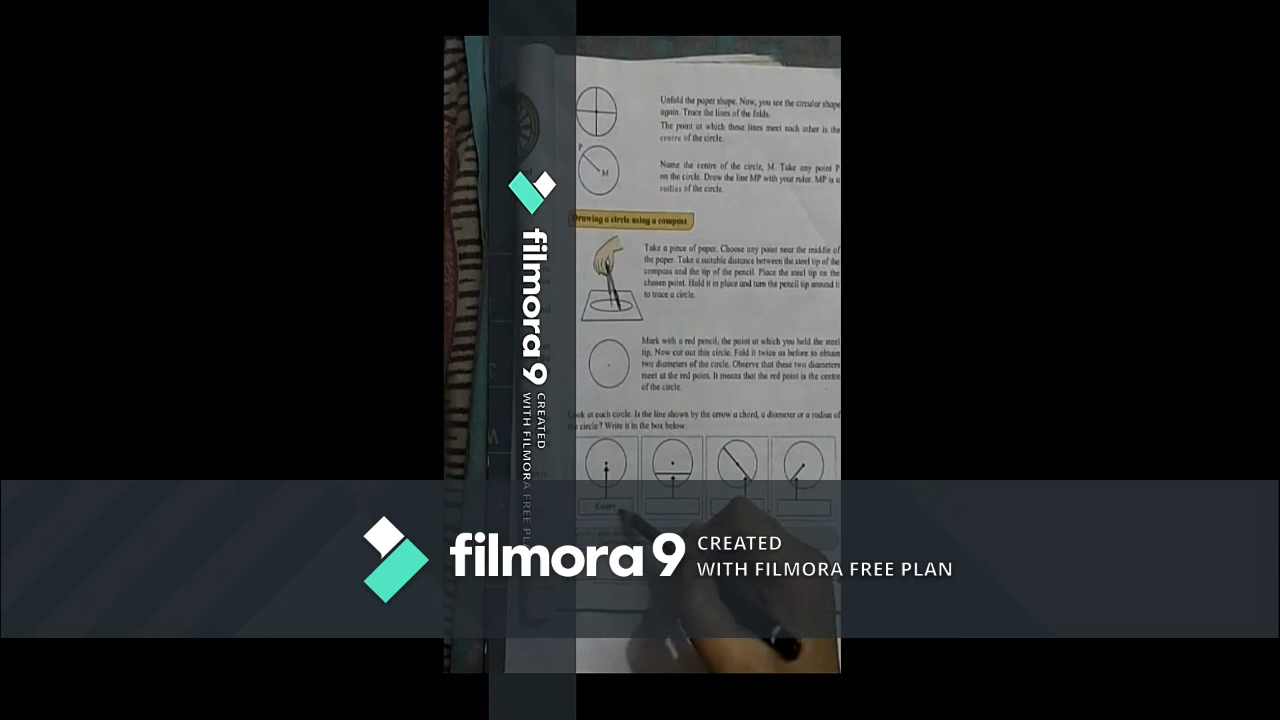 Unfold the paper shape. Now, you see the circular shape
again. Trace the lines of the folds.
The point at which these lines meet each other is the
centre of the circle.
P
M
Name the centre of the circle, M. Take any point P
on the circle. Draw the line MP with your ruler. MP is a
radius of the circle.
Drawing a circle using a compass
Take a piece of paper. Choose any point near the middle of
the paper. Take a suitable distance between the steel tip of the
compass and the tip of the pencil. Place the steel tip on the
chosen point. Hold it in place and turn the pencil tip around it
to trace a circle.
Mark with a red pencil, the point at which you held the steel
tip. Now cut out this circle. Fold it twice as before to obtain
two diameters of the circle. Observe that these two diameters
meet at the red point. It means that the red point is the centre
of the circle.
Look at each circle. Is the line shown by the arrow a chord, a diameter or a radius of
the circle? Write it in the box below.
Centre
filmora 9
CREATED
WITH FILMORA FREE PL
filmora 9
CREATED
WITH FILMORA FREE PLAN